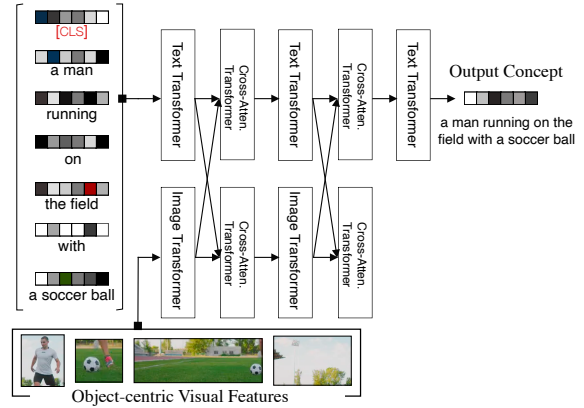 [CLS]
a man
running
on
the field
with
a soccer ball
Text Transformer
Cross-Atten.
Transformer
Text Transformer
Cross-Atten.
Transformer
Text Transformer
Output Concept
a man running on the
field with a soccer ball
Image Transformer
Cross-Atten.
Transformer
Image Transformer
Cross-Atten.
Transformer
Object-centric Visual Features